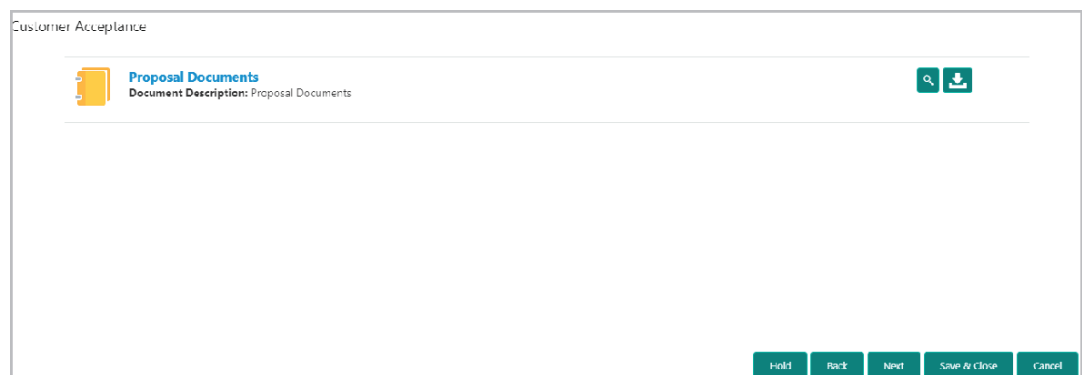 Customer Acceptance
Proposal Documents
Document Description: Proposal Documents
Hold Back Next Save & Close Cancel